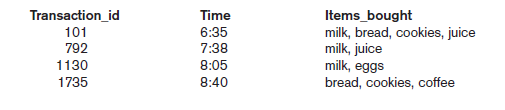 Transaction_id Time Items_bought
101 6:35 milk, bread, cookies, juice
792 7:38 milk, juice
1130 8:05 milk, eggs
1735 8:40 bread, cookies, coffee